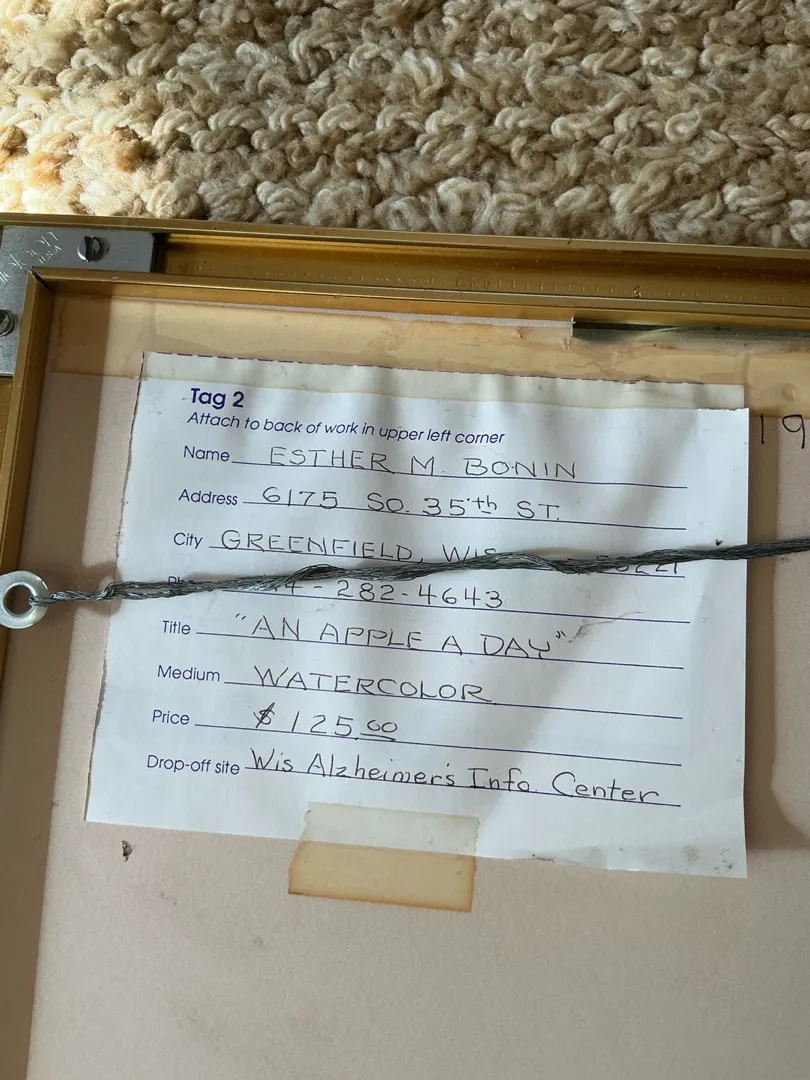 Tag 2
Attach to back of work in upper left corner
Name ESTHER M. BONIN
Address 6175 SO. 35th ST.
City GREENFIELD, WIS
282-4643
Title "AN APPLE A DAY"
Medium WATERCOLOR
Price $125.00
Drop-off site Wis Alzheimer's Info. Center
19